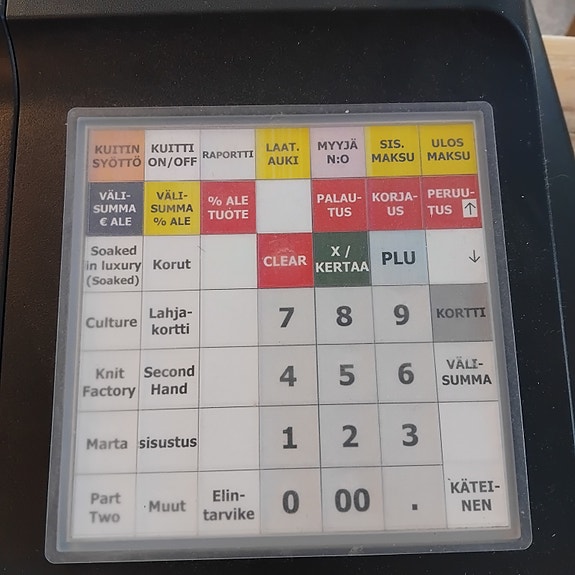 KUITIN
SYÖTTÖ
KUITTI
ON/OFF
RAPORTTI
LAAT.
AUKI
MYYJÄ
N:O
SIS.
MAKSU
ULOS
MAKSU
VÄLI-
SUMMA
€ ALE
VÄLI-
SUMMA
% ALE
% ALE
TUOTE
PALAU-
TUS
KORJA-
US
PERUU-
TUS ↑
Soaked
in luxury
(Soaked)
Korut
CLEAR
X /
KERTAA
PLU
↓
Culture
Lahja-
kortti
7
8
9
KORTTI
Knit
Factory
Second
Hand
4
5
6
VÄLI-
SUMMA
Marta
sisustus
1
2
3
Part
Two
Muut
Elin-
tarvike
0
00
.
KÄTEI-
NEN